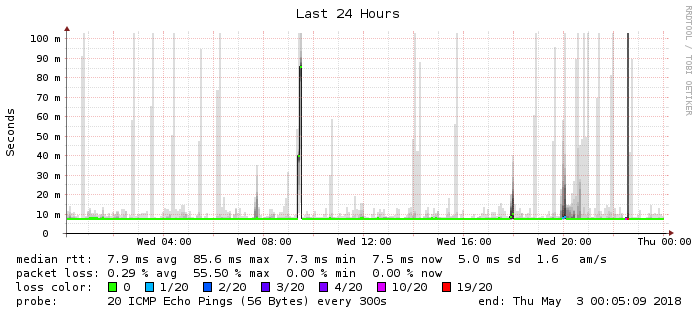 Last 24 Hours
RRDTOOL / TOBI OETIKER
Seconds
100 m
90 m
80 m
70 m
60 m
50 m
40 m
30 m
20 m
10 m
0
Wed 04:00 Wed 08:00 Wed 12:00 Wed 16:00 Wed 20:00 Thu 00:00
median rtt: 7.9 ms avg 85.6 ms max 7.3 ms min 7.5 ms now 5.0 ms sd 1.6 am/s
packet loss: 0.29 % avg 55.50 % max 0.00 % min 0.00 % now
loss color: 0 1/20 2/20 3/20 4/20 10/20 19/20
probe: 20 ICMP Echo Pings (56 Bytes) every 300s end: Thu May 3 00:05:09 2018